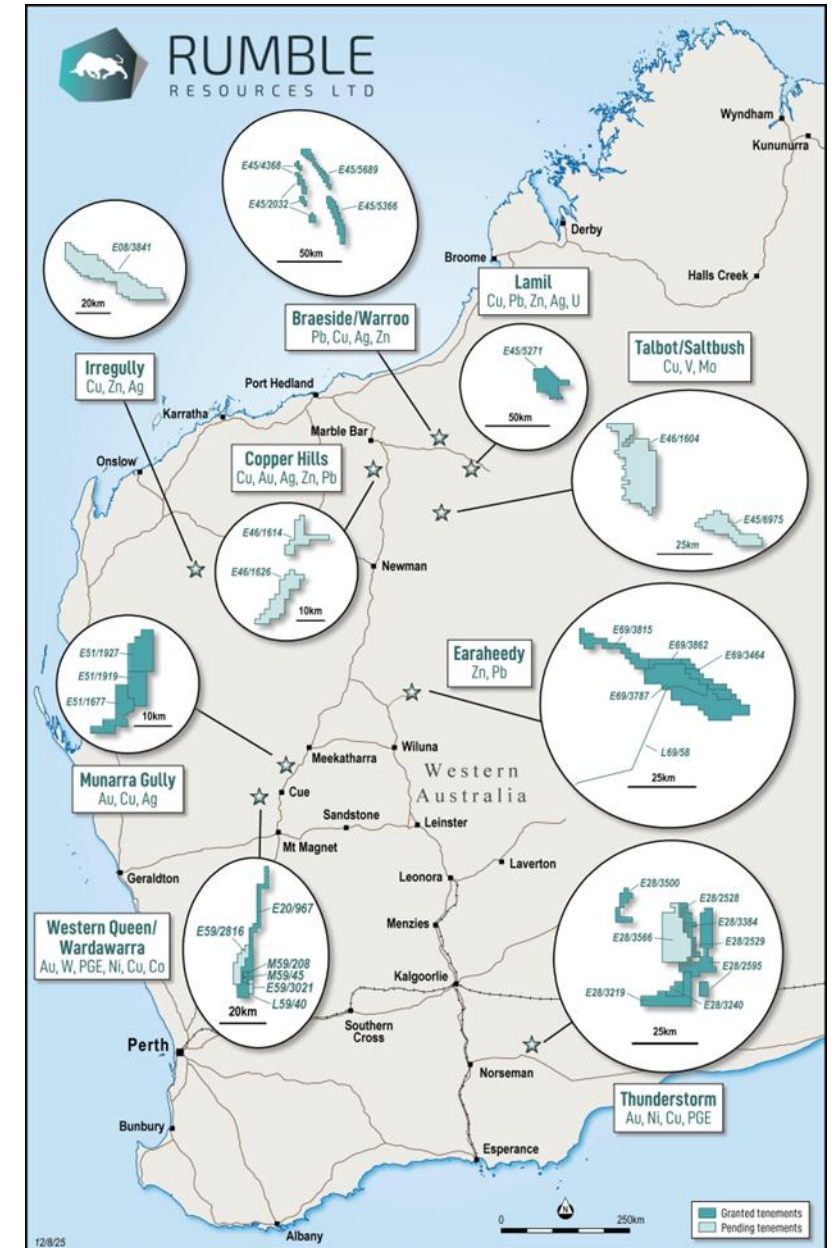 RUMBLE
RESOURCES LTD
Wyndham
Kununurra
E45/4368
E45/5689
E45/2032
E45/5366
50km
Derby
Broome
Halls Creek
E08/3841
20km
Lamil
Cu, Pb, Zn, Ag, U
Braeside/Warroo
Pb, Cu, Ag, Zn
E45/5271
50km
Talbot/Saltbush
Cu, V, Mo
Irregully
Cu, Zn, Ag
Port Hedland
Karratha
Marble Bar
Onslow
Copper Hills
Cu, Au, Ag, Zn, Pb
E46/1604
E45/6975
25km
E46/1614
E46/1626
10km
Newman
E51/1927
E51/1919
E51/1677
10km
Earaheedy
Zn, Pb
E69/3815
E69/3862
E69/3464
E69/3787
L69/58
25km
Munarra Gully
Au, Cu, Ag
Meekatharra
Wiluna
Western
Australia
Cue
Sandstone
Leinster
Mt Magnet
Geraldton
Leonora
Laverton
Menzies
Kalgoorlie
Western Queen/
Wardawarra
Au, W, PGE, Ni, Cu, Co
E20/967
E59/2816
M59/208
M59/45
E59/3021
L59/40
20km
Southern
Cross
E28/3500
E28/2528
E28/3384
E28/3566
E28/2529
E28/2595
E28/3219
E28/3240
25km
Perth
Norseman
Thunderstorm
Au, Ni, Cu, PGE
Bunbury
Esperance
Albany
N
0
250km
Granted tenements
Pending tenements
12/8/25